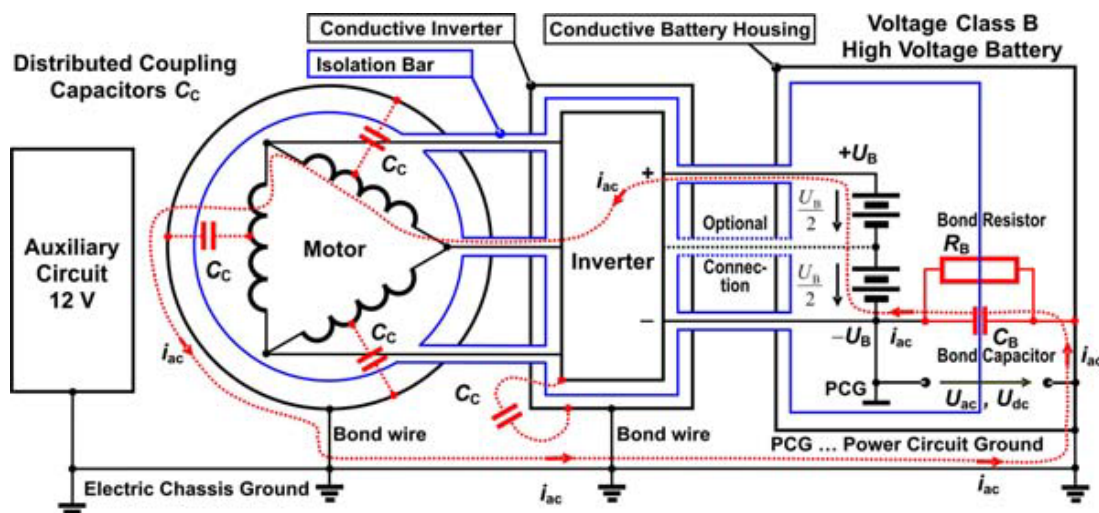 Conductive Inverter
Conductive Battery Housing
Voltage Class B
High Voltage Battery
Distributed Coupling
Capacitors C_C
Isolation Bar
C_C
+U_B
i_ac
+
U_B
2
Optional
Bond Resistor
R_B
Auxiliary
Circuit
12 V
C_C
Motor
Inverter
Connec-
tion
U_B
2
−
−U_B
i_ac
C_B
Bond Capacitor
i_ac
i_ac
C_C
C_C
PCG
U_ac , U_dc
Bond wire
Bond wire
PCG ... Power Circuit Ground
Electric Chassis Ground
i_ac
i_ac